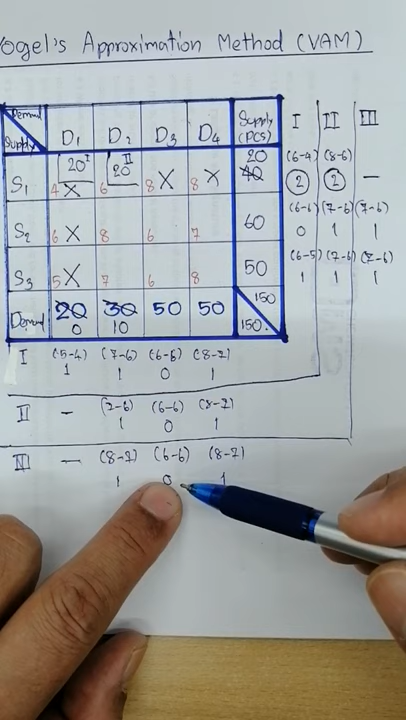 Vogel's Approximation Method (VAM)
Demand D1 D2 D3 D4 Supply (pcs) I II III
Supply
20 I 20 II 20 (6-4) (8-6)
S1 4 X 6 8 X 8 X 40 2 2 —
(6-6) (7-6) (7-6)
S2 6 X 8 6 7 60 0 1 1
(6-5) (7-6) (7-6)
S3 5 X 7 6 8 50 1 1 1
Demand 20 30 50 50 150
0 10 150
I (5-4) (7-6) (6-6) (8-7)
1 1 0 1
II — (7-6) (6-6) (8-7)
1 0 1
III — (8-7) (6-6) (8-7)
1 0 1